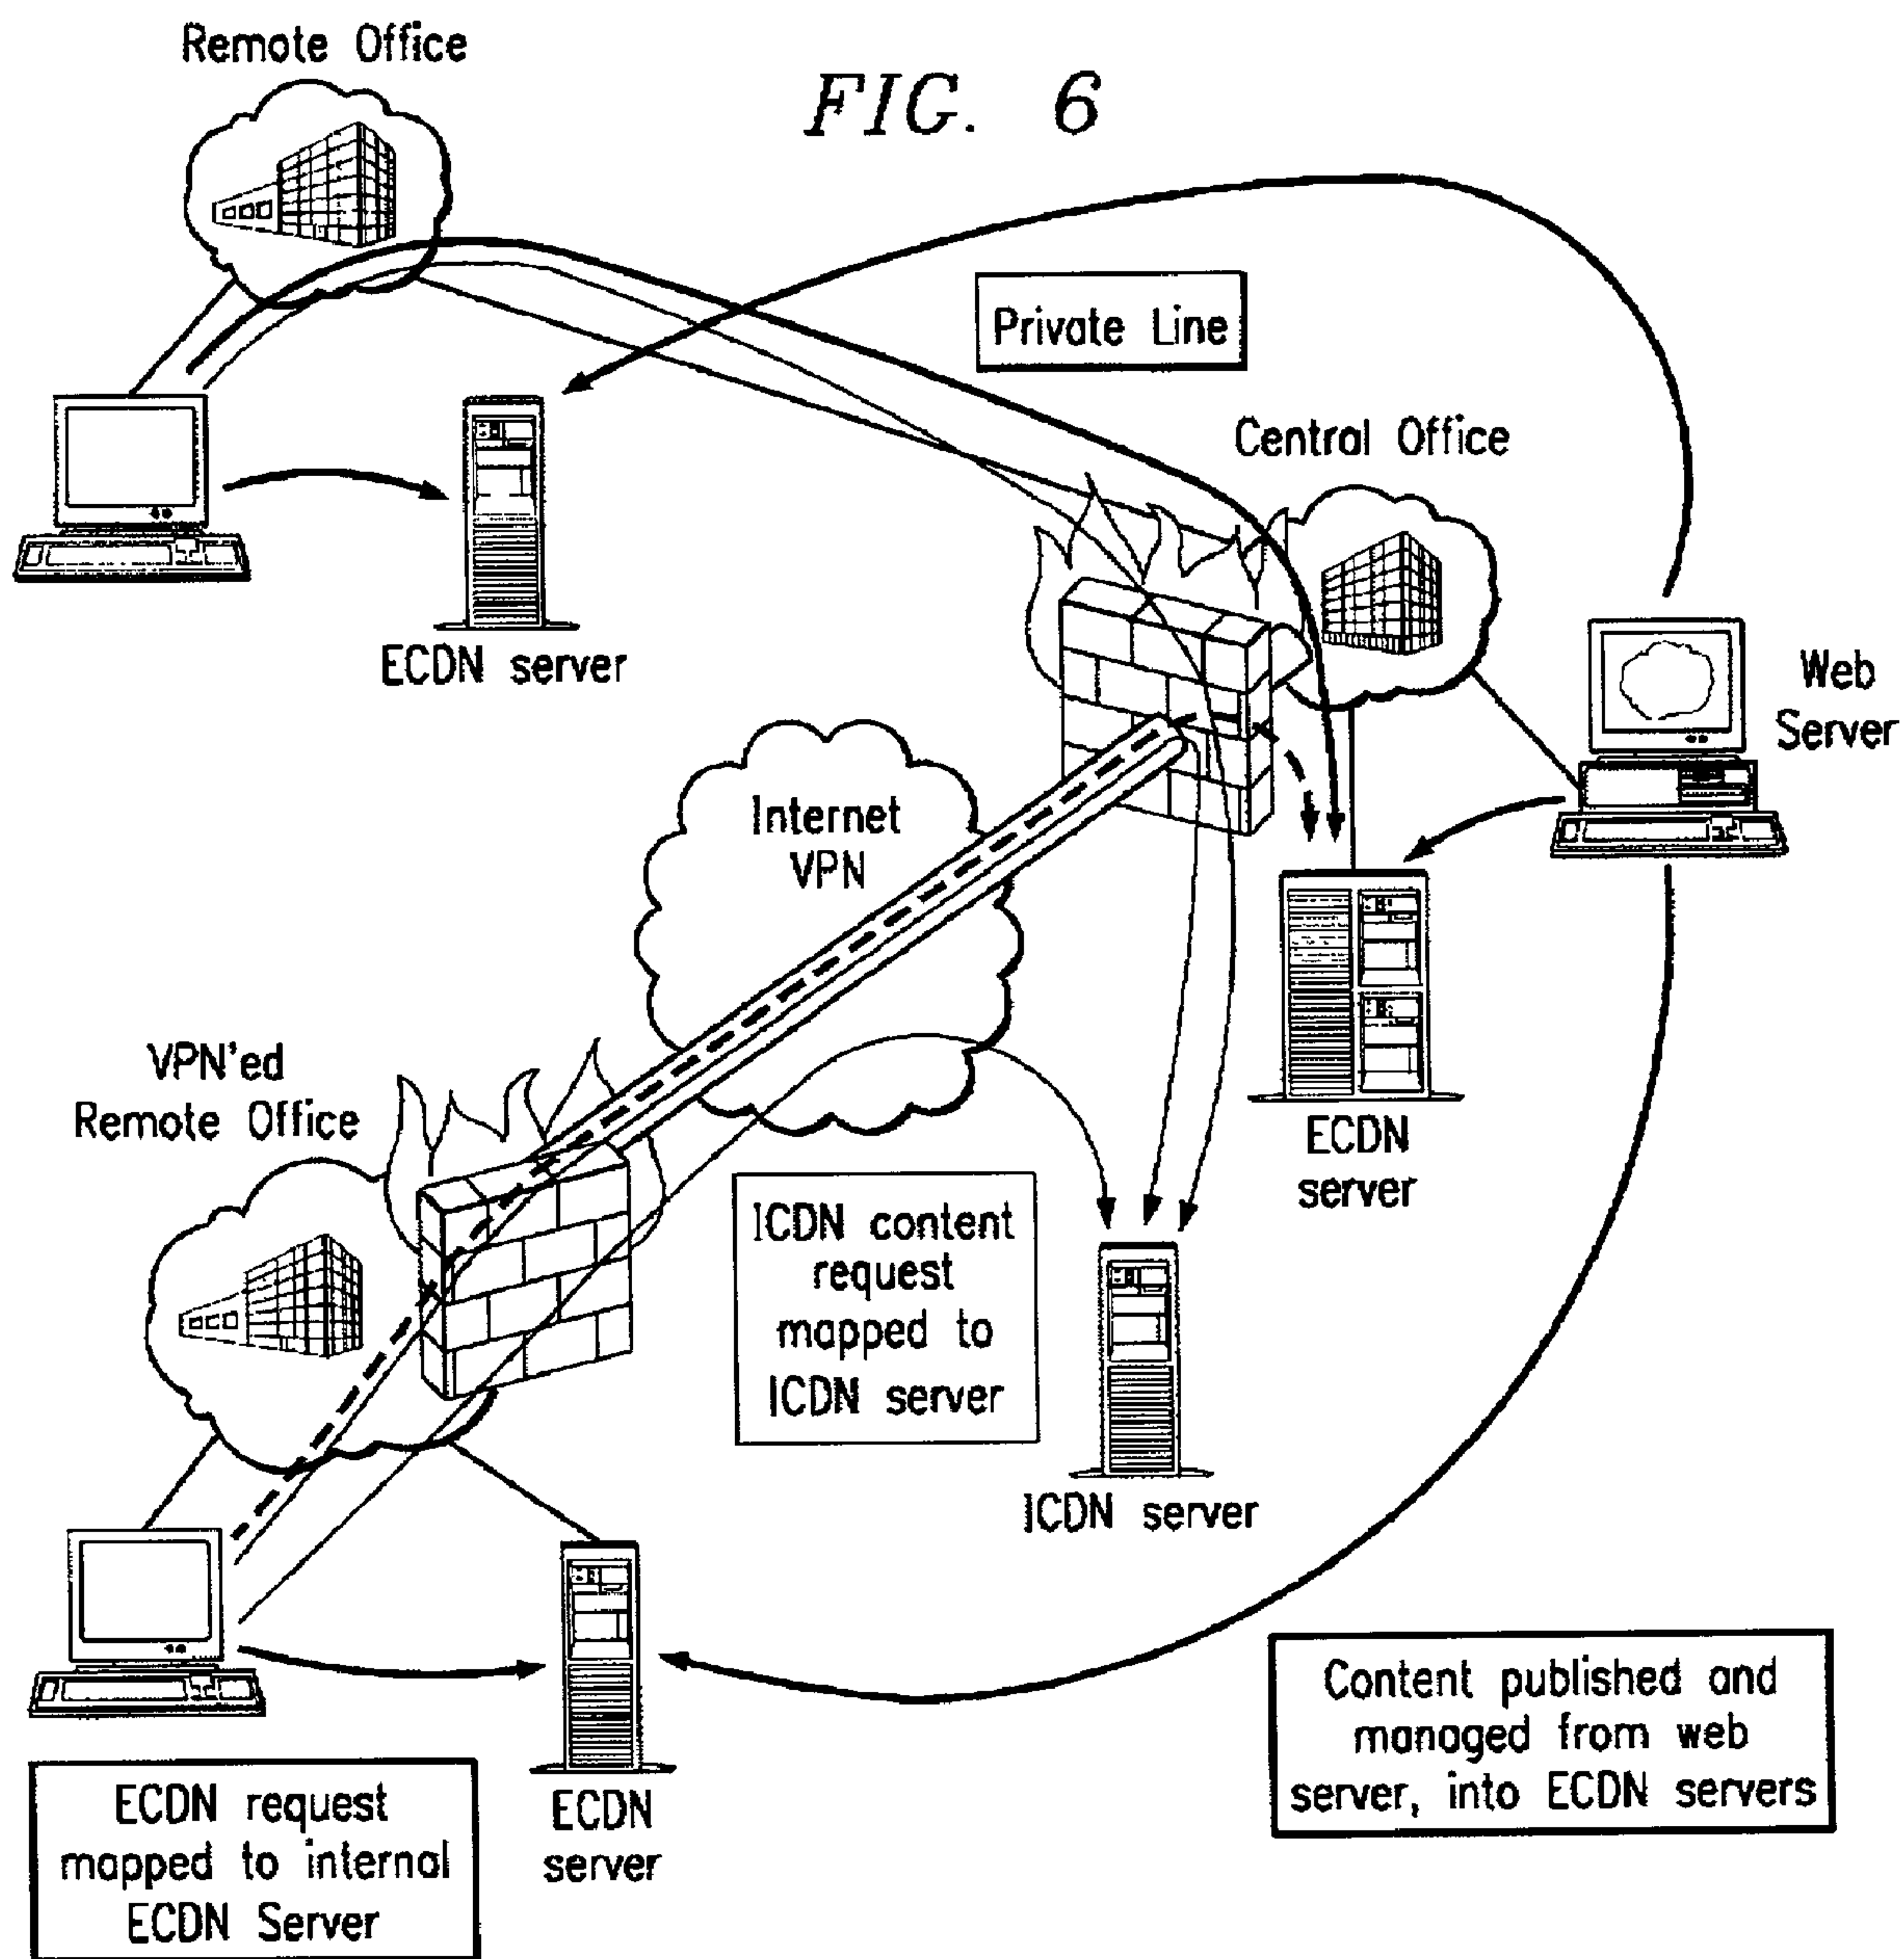 Remote Office
FIG. 6
Private Line
Central Office
ECDN server
Web
Server
Internet
VPN
VPN'ed
Remote Office
ECDN
server
ICDN content
request
mapped to
ICDN server
ICDN server
ECDN request
mapped to internal
ECDN Server
ECDN
server
Content published and
managed from web
server, into ECDN servers